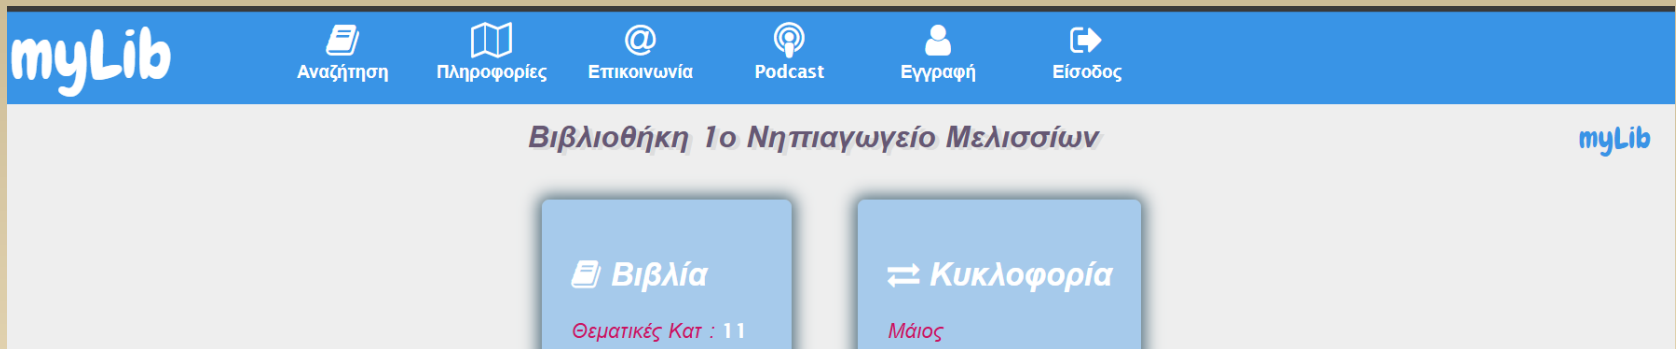 myLib
Αναζήτηση Πληροφορίες Επικοινωνία Podcast Εγγραφή Είσοδος
Βιβλιοθήκη 1ο Νηπιαγωγείο Μελισσίων
myLib
Βιβλία
Θεματικές Κατ : 11
Κυκλοφορία
Μάιος